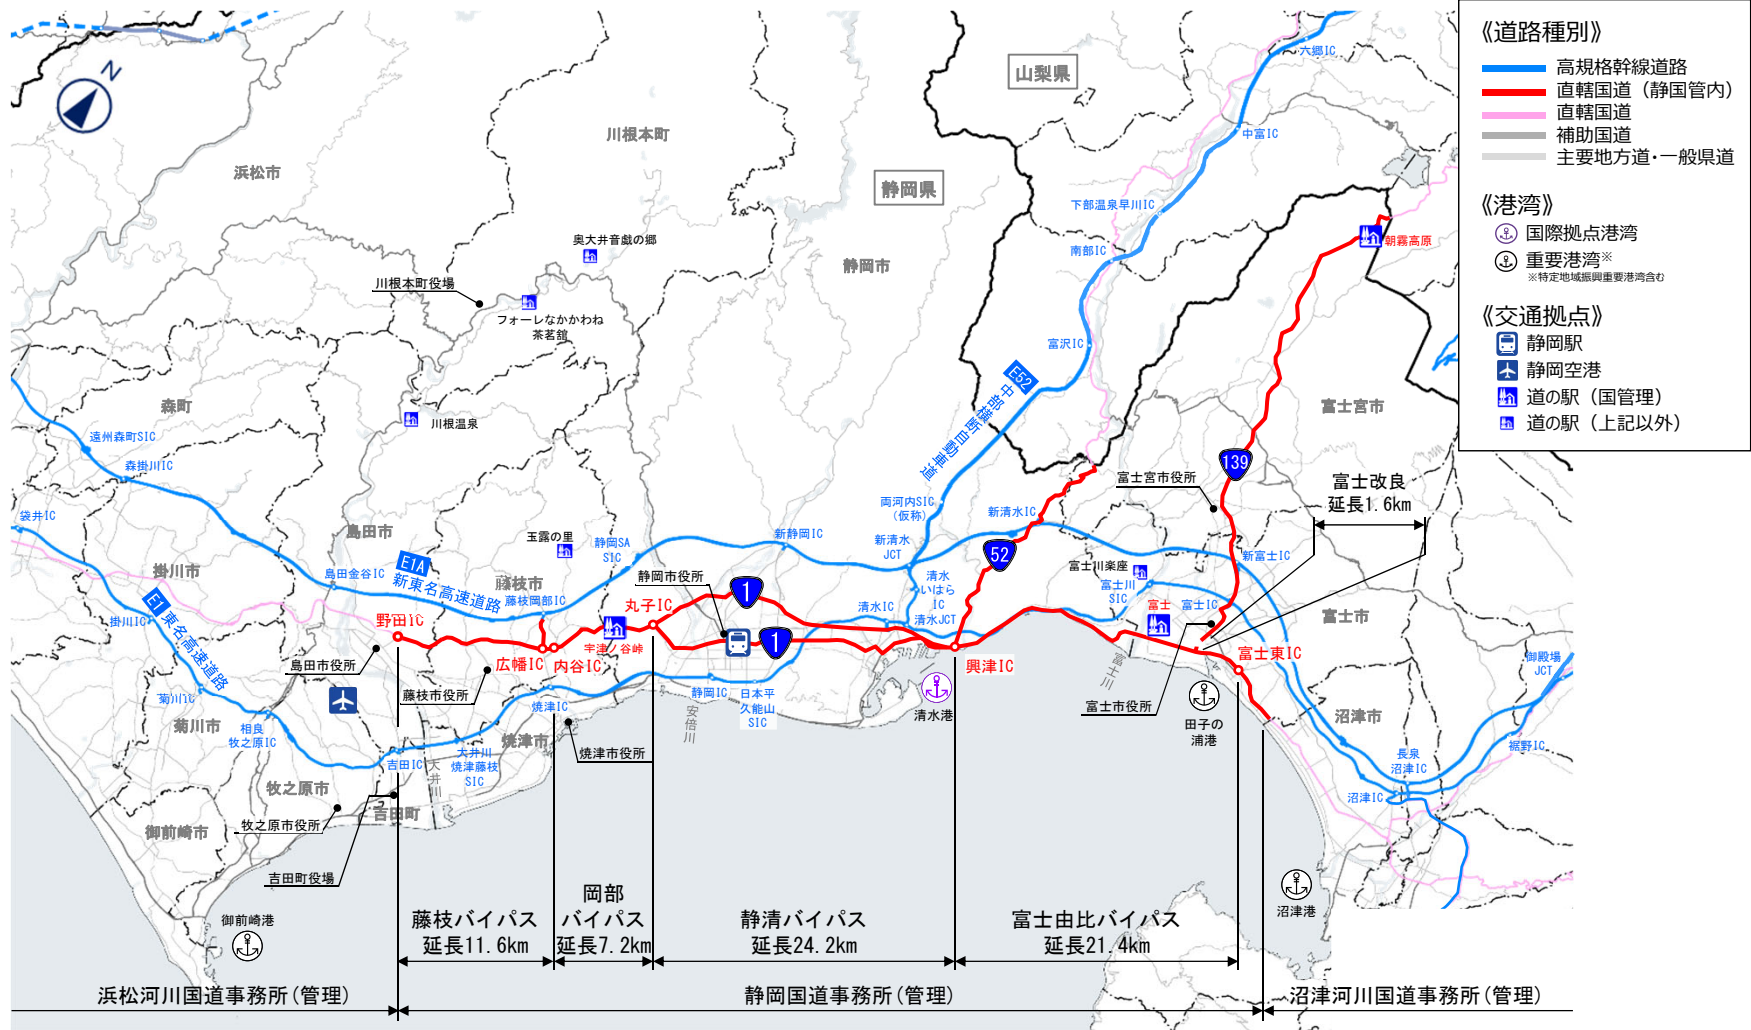 《道路種別》
高規格幹線道路
直轄国道（静国管内）
直轄国道
補助国道
主要地方道・一般県道
《港湾》
国際拠点港湾
重要港湾※
※特定地域振興重要港湾含む
《交通拠点》
静岡駅
静岡空港
道の駅（国管理）
道の駅（上記以外）
N
山梨県
静岡県
六郷IC
中富IC
下部温泉早川IC
南部IC
富沢IC
朝霧高原
川根本町
浜松市
静岡市
奥大井音戯の郷
川根本町役場
フォーレなかかわね
茶茗舘
川根温泉
森町
遠州森町SIC
森掛川IC
袋井IC
掛川市
島田市
島田金谷IC
E1A
新東名高速道路
E1
東名高速道路
掛川IC
菊川IC
菊川市
相良
牧之原IC
牧之原市
御前崎市
牧之原市役所
吉田町役場
吉田町
吉田IC
大井川
大井川
焼津藤枝
SIC
島田市役所
野田IC
藤枝市
藤枝岡部IC
玉露の里
静岡SA
SIC
広幡IC
内谷IC
宇津ノ谷峠
丸子IC
藤枝市役所
焼津IC
焼津市
焼津市役所
静岡市役所
1
1
新静岡IC
静岡IC
日本平
久能山
SIC
安倍川
E52
中部横断自動車道
両河内SIC
（仮称）
新清水
JCT
新清水IC
52
清水
いはら
IC
清水IC
清水JCT
興津IC
清水港
富士宮市
富士宮市役所
139
富士改良
延長1.6km
新富士IC
富士川楽座
富士川
SIC
富士
富士IC
富士市
富士川
富士市役所
富士東IC
田子の
浦港
沼津市
御殿場
JCT
裾野IC
長泉
沼津IC
沼津IC
沼津港
御前崎港
藤枝バイパス
延長11.6km
岡部
バイパス
延長7.2km
静清バイパス
延長24.2km
富士由比バイパス
延長21.4km
浜松河川国道事務所(管理)
静岡国道事務所(管理)
沼津河川国道事務所(管理)